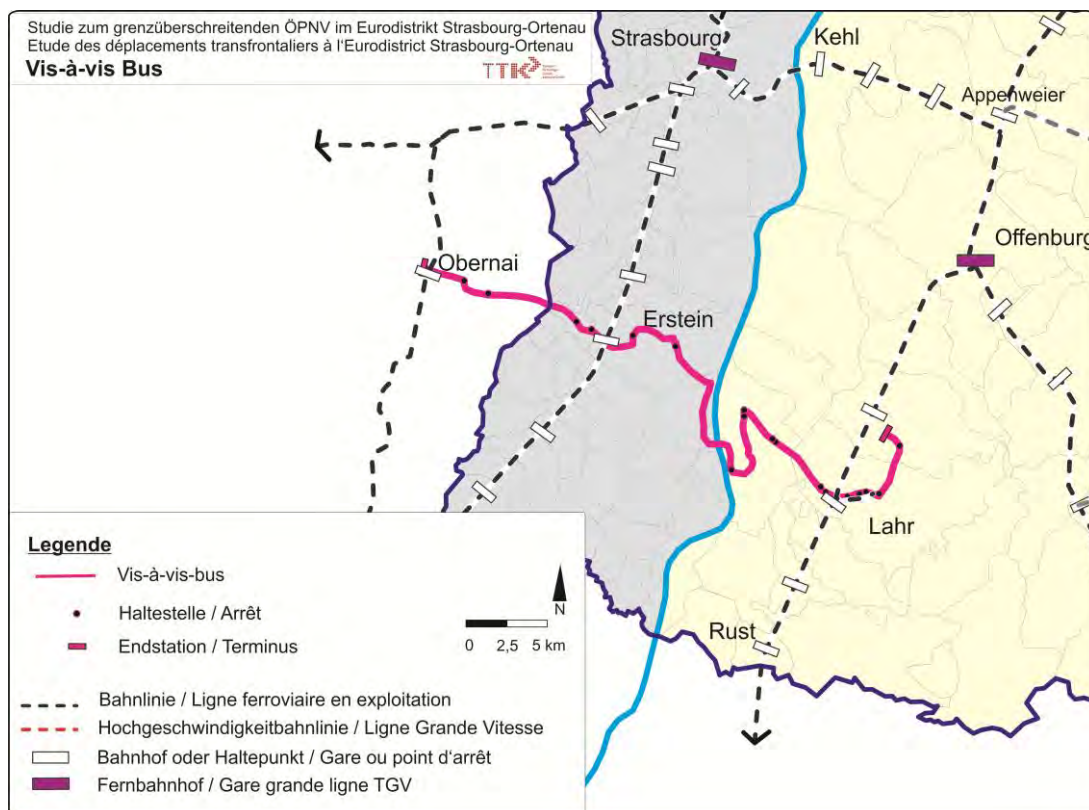 Studie zum grenzüberschreitenden ÖPNV im Eurodistrikt Strasbourg-Ortenau
Etude des déplacements transfrontaliers à l'Eurodistrict Strasbourg-Ortenau
Vis-à-vis Bus
TTK
Strasbourg
Kehl
Appenweier
Offenburg
Obernai
Erstein
Lahr
Rust
Legende
Vis-à-vis-bus
Haltestelle / Arrêt
Endstation / Terminus
N
0 2,5 5 km
Bahnlinie / Ligne ferroviaire en exploitation
Hochgeschwindigkeitbahnlinie / Ligne Grande Vitesse
Bahnhof oder Haltepunkt / Gare ou point d'arrêt
Fernbahnhof / Gare grande ligne TGV